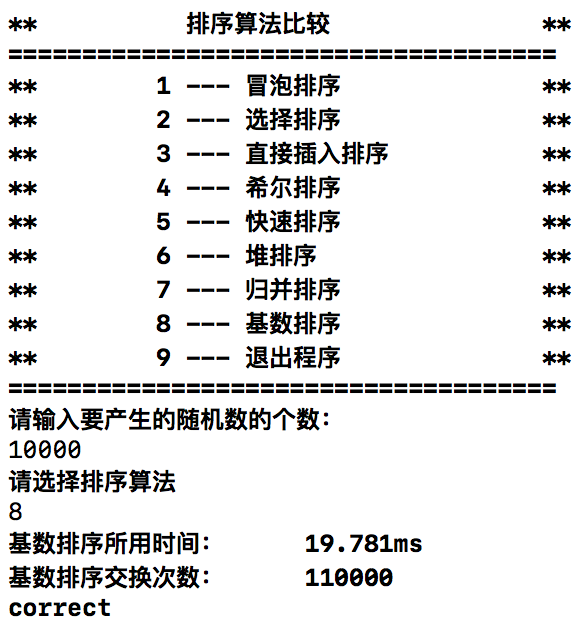 ** 排序算法比较 **
=====================================
** 1 --- 冒泡排序 **
** 2 --- 选择排序 **
** 3 --- 直接插入排序 **
** 4 --- 希尔排序 **
** 5 --- 快速排序 **
** 6 --- 堆排序 **
** 7 --- 归并排序 **
** 8 --- 基数排序 **
** 9 --- 退出程序 **
=====================================
请输入要产生的随机数的个数：
10000
请选择排序算法
8
基数排序所用时间： 19.781ms
基数排序交换次数： 110000
correct